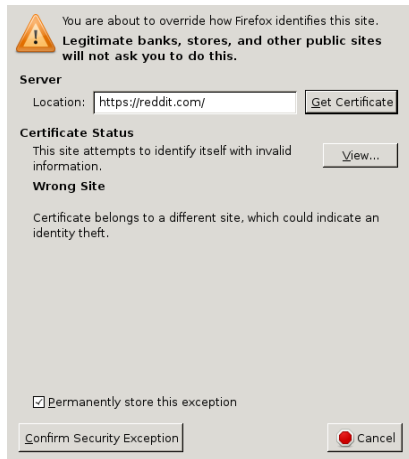 You are about to override how Firefox identifies this site.
Legitimate banks, stores, and other public sites
will not ask you to do this.
Server
Location: https://reddit.com/ Get Certificate
Certificate Status
This site attempts to identify itself with invalid
information.
View...
Wrong Site
Certificate belongs to a different site, which could indicate an
identity theft.
Permanently store this exception
Confirm Security Exception Cancel